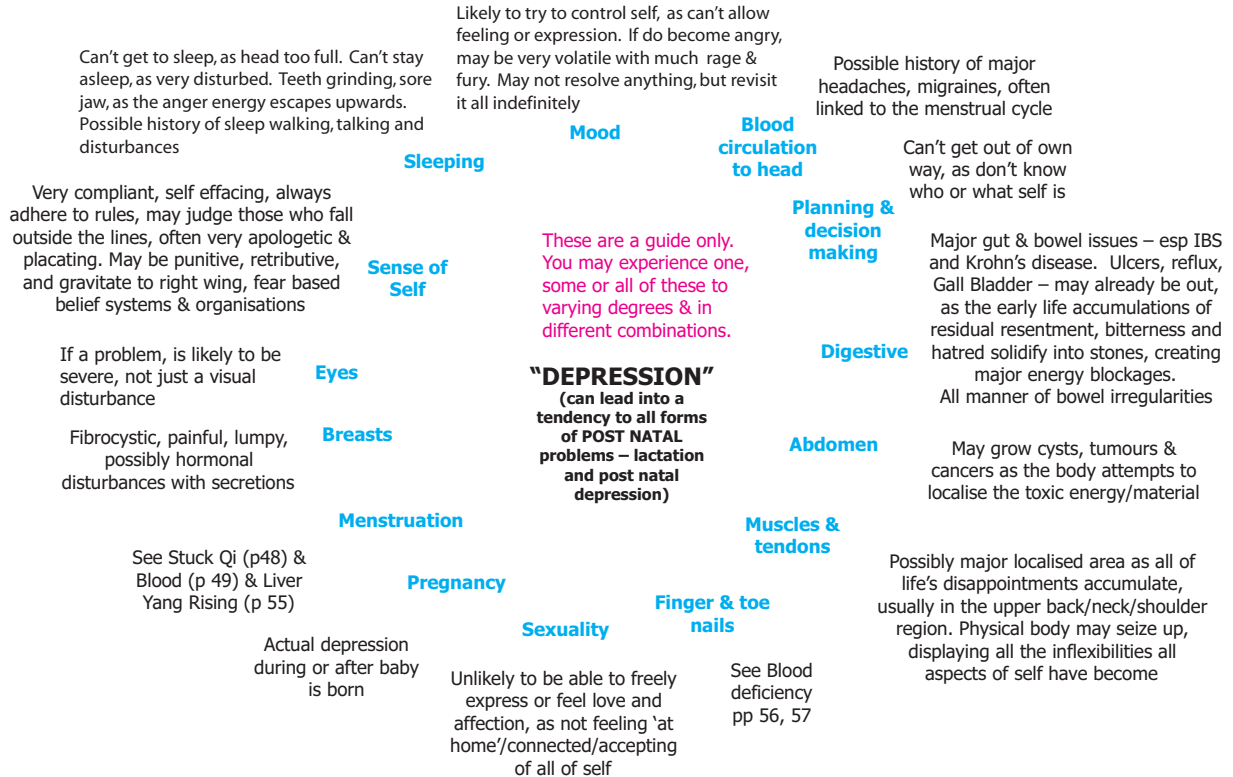 Likely to try to control self, as can't allow
feeling or expression. If do become angry,
may be very volatile with much rage &
fury. May not resolve anything, but revisit
it all indefinitely
Mood
Can't get to sleep, as head too full. Can't stay
asleep, as very disturbed. Teeth grinding, sore
jaw, as the anger energy escapes upwards.
Possible history of sleep walking, talking and
disturbances
Sleeping
Possible history of major
headaches, migraines, often
linked to the menstrual cycle
Blood
circulation
to head
Can't get out of own
way, as don't know
who or what self is
Planning &
decision
making
Very compliant, self effacing, always
adhere to rules, may judge those who fall
outside the lines, often very apologetic &
placating. May be punitive, retributive,
and gravitate to right wing, fear based
belief systems & organisations
Sense of
Self
These are a guide only.
You may experience one,
some or all of these to
varying degrees & in
different combinations.
Major gut & bowel issues – esp IBS
and Krohn's disease. Ulcers, reflux,
Gall Bladder – may already be out,
as the early life accumulations of
residual resentment, bitterness and
hatred solidify into stones, creating
major energy blockages.
All manner of bowel irregularities
Digestive
If a problem, is likely to be
severe, not just a visual
disturbance
Eyes
"DEPRESSION"
(can lead into a
tendency to all forms
of POST NATAL
problems – lactation
and post natal
depression)
Fibrocystic, painful, lumpy,
possibly hormonal
disturbances with secretions
Breasts
Abdomen
May grow cysts, tumours &
cancers as the body attempts to
localise the toxic energy/material
Menstruation
See Stuck Qi (p48) &
Blood (p 49) & Liver
Yang Rising (p 55)
Muscles &
tendons
Possibly major localised area as all of
life's disappointments accumulate,
usually in the upper back/neck/shoulder
region. Physical body may seize up,
displaying all the inflexibilities all
aspects of self have become
Pregnancy
Actual depression
during or after baby
is born
Sexuality
Unlikely to be able to freely
express or feel love and
affection, as not feeling 'at
home'/connected/accepting
of all of self
Finger & toe
nails
See Blood
deficiency
pp 56, 57